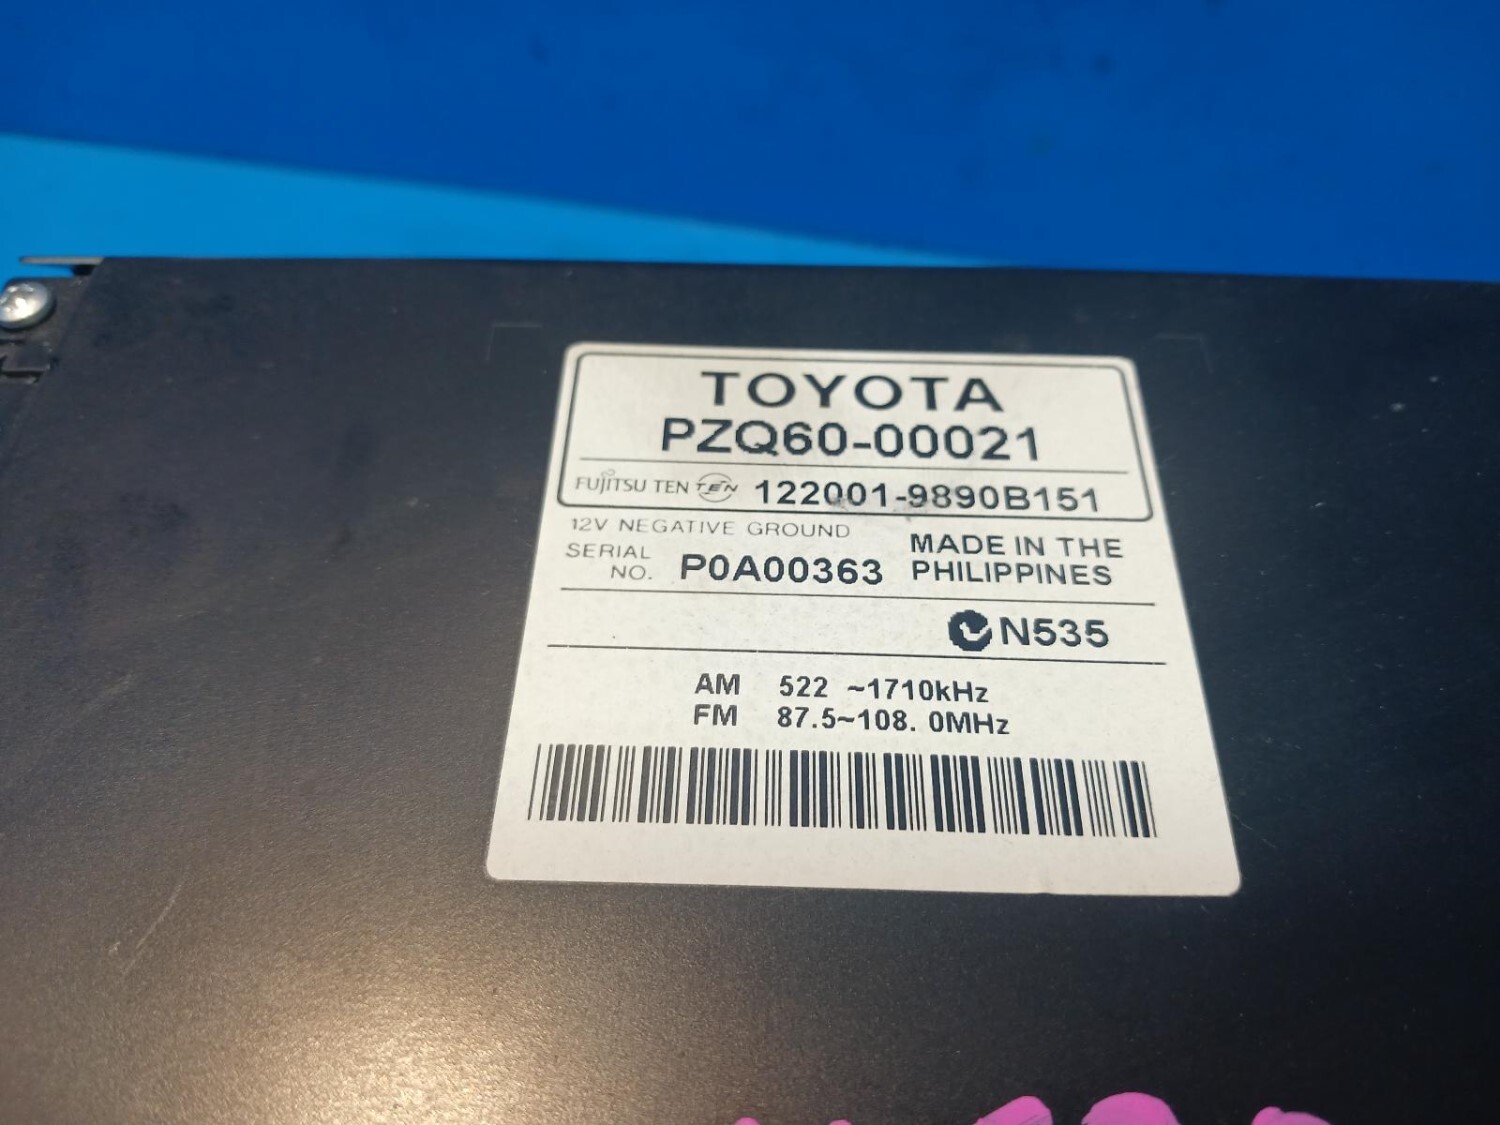 TOYOTA
PZQ60-00021
FUJITSU TEN TEN 122001-9890B151
12V NEGATIVE GROUND
SERIAL NO. P0A00363
MADE IN THE
PHILIPPINES
N535
AM 522 ~1710kHz
FM 87.5~108. 0MHz